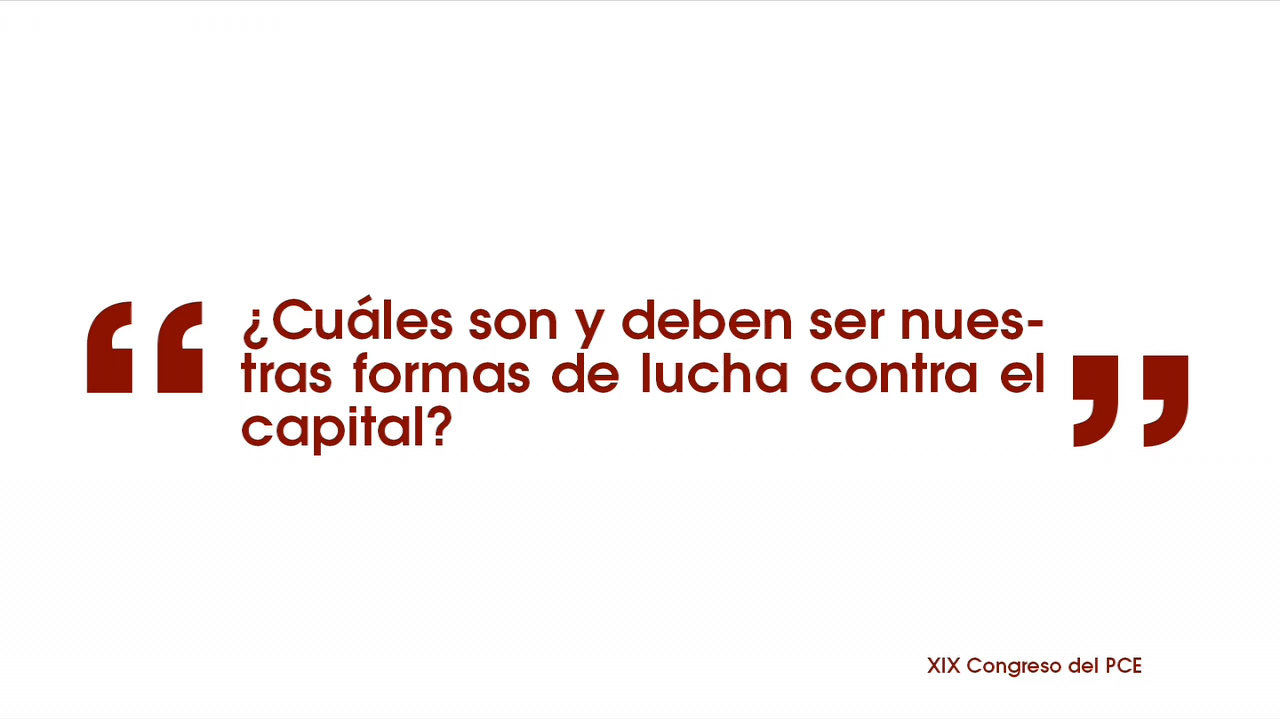 “¿Cuáles son y deben ser nues-
tras formas de lucha contra el
capital?”
XIX Congreso del PCE